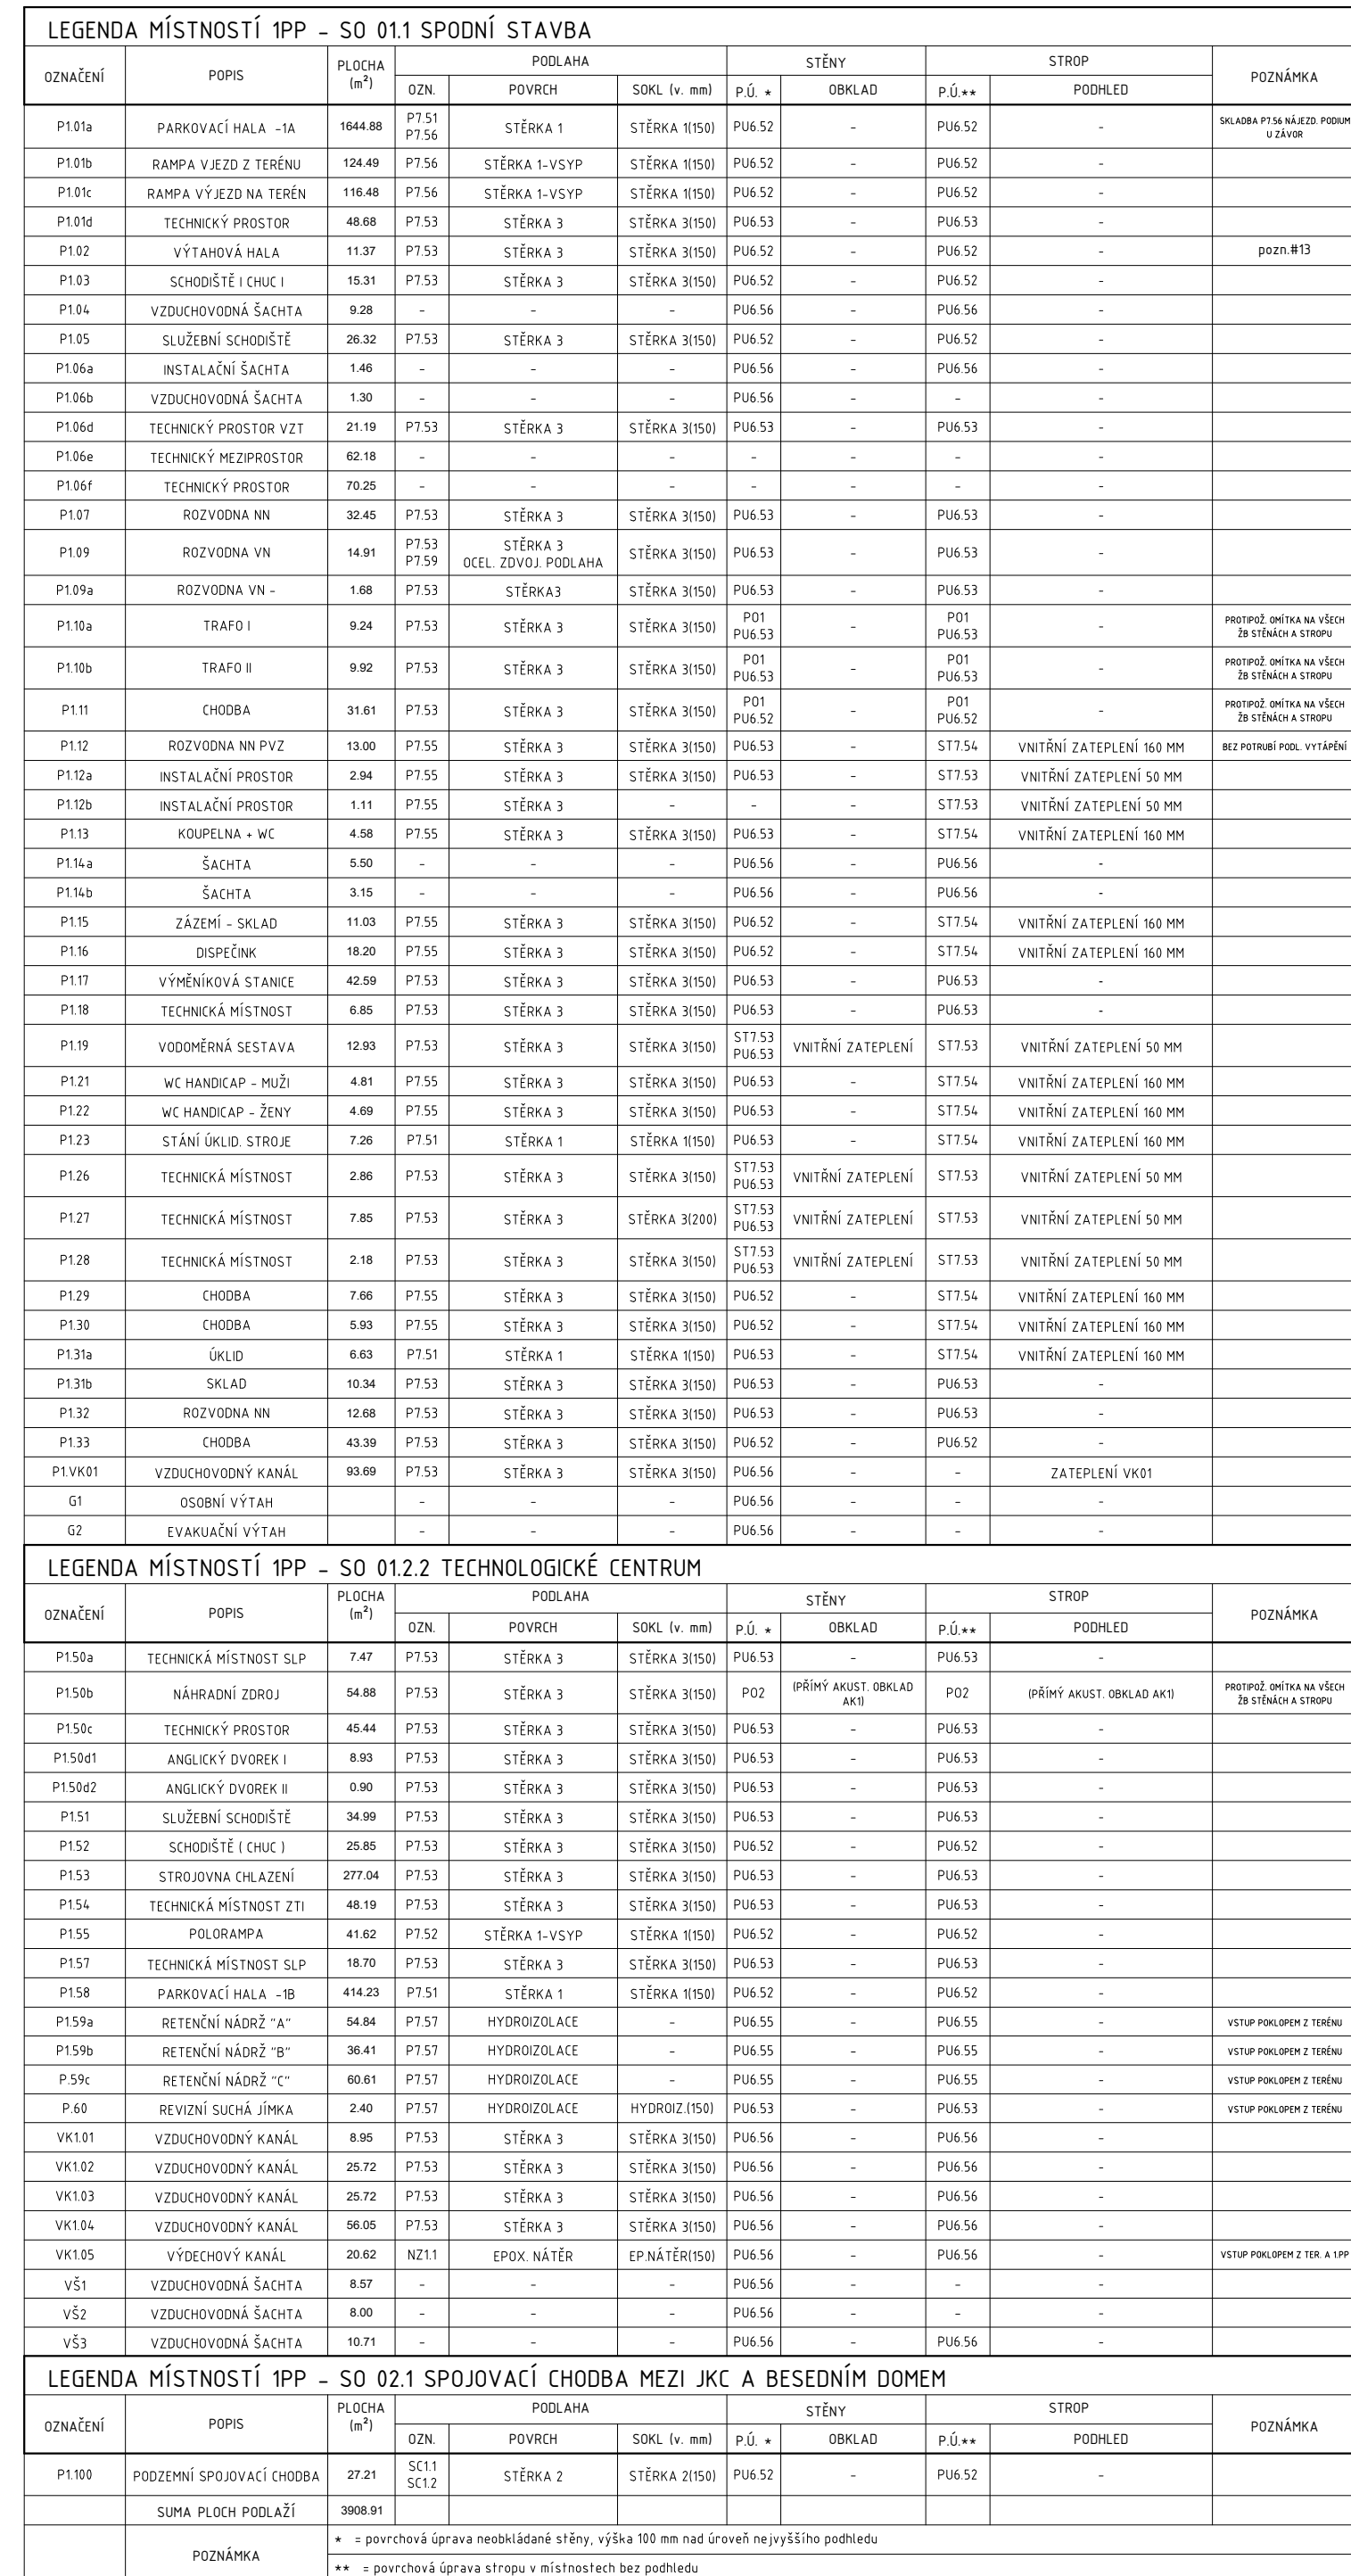 LEGENDA MÍSTNOSTÍ 1PP - SO 01.1 SPODNÍ STAVBA
OZNAČENÍ POPIS PLOCHA (m²) PODLAHA STĚNY STROP POZNÁMKA
OZN. POVRCH SOKL (v. mm) P.Ú. * OBKLAD P.Ú.** PODHLED
P1.01a PARKOVACÍ HALA -1A 1644.88 P7.51 P7.56 STĚRKA 1 STĚRKA 1(150) PU6.52 - PU6.52 - SKLADBA P7.56 NÁJEZD. PODIUM U ZÁVOR
P1.01b RAMPA VJEZD Z TERÉNU 124.49 P7.56 STĚRKA 1-VSYP STĚRKA 1(150) PU6.52 - PU6.52 -
P1.01c RAMPA VÝJEZD NA TERÉN 116.48 P7.56 STĚRKA 1-VSYP STĚRKA 1(150) PU6.52 - PU6.52 -
P1.01d TECHNICKÝ PROSTOR 48.68 P7.53 STĚRKA 3 STĚRKA 3(150) PU6.53 - PU6.53 -
P1.02 VÝTAHOVÁ HALA 11.37 P7.53 STĚRKA 3 STĚRKA 3(150) PU6.52 - PU6.52 - pozn.#13
P1.03 SCHODIŠTĚ I CHUC I 15.31 P7.53 STĚRKA 3 STĚRKA 3(150) PU6.52 - PU6.52 -
P1.04 VZDUCHOVODNÁ ŠACHTA 9.28 - - - PU6.56 - PU6.56 -
P1.05 SLUŽEBNÍ SCHODIŠTĚ 26.32 P7.53 STĚRKA 3 STĚRKA 3(150) PU6.52 - PU6.52 -
P1.06a INSTALAČNÍ ŠACHTA 1.46 - - - PU6.56 - PU6.56 -
P1.06b VZDUCHOVODNÁ ŠACHTA 1.30 - - - PU6.56 - - -
P1.06d TECHNICKÝ PROSTOR VZT 21.19 P7.53 STĚRKA 3 STĚRKA 3(150) PU6.53 - PU6.53 -
P1.06e TECHNICKÝ MEZIPROSTOR 62.18 - - - - - - -
P1.06f TECHNICKÝ PROSTOR 70.25 - - - - - - -
P1.07 ROZVODNA NN 32.45 P7.53 STĚRKA 3 STĚRKA 3(150) PU6.53 - PU6.53 -
P1.09 ROZVODNA VN 14.91 P7.53 P7.59 STĚRKA 3 OCEL. ZDVOJ. PODLAHA STĚRKA 3(150) PU6.53 - PU6.53 -
P1.09a ROZVODNA VN - 1.68 P7.53 STĚRKA3 STĚRKA 3(150) PU6.53 - PU6.53 -
P1.10a TRAFO I 9.24 P7.53 STĚRKA 3 STĚRKA 3(150) PO1 PU6.53 - PO1 PU6.53 - PROTIPOŽ. OMÍTKA NA VŠECH ŽB STĚNÁCH A STROPU
P1.10b TRAFO II 9.92 P7.53 STĚRKA 3 STĚRKA 3(150) PO1 PU6.53 - PO1 PU6.53 - PROTIPOŽ. OMÍTKA NA VŠECH ŽB STĚNÁCH A STROPU
P1.11 CHODBA 31.61 P7.53 STĚRKA 3 STĚRKA 3(150) PO1 PU6.52 - PO1 PU6.52 - PROTIPOŽ. OMÍTKA NA VŠECH ŽB STĚNÁCH A STROPU
P1.12 ROZVODNA NN PVZ 13.00 P7.55 STĚRKA 3 STĚRKA 3(150) PU6.53 - ST7.54 VNITŘNÍ ZATEPLENÍ 160 MM BEZ POTRUBÍ PODL. VYTÁPĚNÍ
P1.12a INSTALAČNÍ PROSTOR 2.94 P7.55 STĚRKA 3 STĚRKA 3(150) PU6.53 - ST7.53 VNITŘNÍ ZATEPLENÍ 50 MM
P1.12b INSTALAČNÍ PROSTOR 1.11 P7.55 STĚRKA 3 - - - ST7.53 VNITŘNÍ ZATEPLENÍ 50 MM
P1.13 KOUPELNA + WC 4.58 P7.55 STĚRKA 3 STĚRKA 3(150) PU6.53 - ST7.54 VNITŘNÍ ZATEPLENÍ 160 MM
P1.14a ŠACHTA 5.50 - - - PU6.56 - PU6.56 -
P1.14b ŠACHTA 3.15 - - - PU6.56 - PU6.56 -
P1.15 ZÁZEMÍ - SKLAD 11.03 P7.55 STĚRKA 3 STĚRKA 3(150) PU6.52 - ST7.54 VNITŘNÍ ZATEPLENÍ 160 MM
P1.16 DISPEČINK 18.20 P7.55 STĚRKA 3 STĚRKA 3(150) PU6.52 - ST7.54 VNITŘNÍ ZATEPLENÍ 160 MM
P1.17 VÝMĚNÍKOVÁ STANICE 42.59 P7.53 STĚRKA 3 STĚRKA 3(150) PU6.53 - PU6.53 -
P1.18 TECHNICKÁ MÍSTNOST 6.85 P7.53 STĚRKA 3 STĚRKA 3(150) PU6.53 - PU6.53 -
P1.19 VODOMĚRNÁ SESTAVA 12.93 P7.53 STĚRKA 3 STĚRKA 3(150) ST7.53 PU6.53 VNITŘNÍ ZATEPLENÍ ST7.53 VNITŘNÍ ZATEPLENÍ 50 MM
P1.21 WC HANDICAP - MUŽI 4.81 P7.55 STĚRKA 3 STĚRKA 3(150) PU6.53 - ST7.54 VNITŘNÍ ZATEPLENÍ 160 MM
P1.22 WC HANDICAP - ŽENY 4.69 P7.55 STĚRKA 3 STĚRKA 3(150) PU6.53 - ST7.54 VNITŘNÍ ZATEPLENÍ 160 MM
P1.23 STÁNÍ ÚKLID. STROJE 7.26 P7.51 STĚRKA 1 STĚRKA 1(150) PU6.53 - ST7.54 VNITŘNÍ ZATEPLENÍ 160 MM
P1.26 TECHNICKÁ MÍSTNOST 2.86 P7.53 STĚRKA 3 STĚRKA 3(150) ST7.53 PU6.53 VNITŘNÍ ZATEPLENÍ ST7.53 VNITŘNÍ ZATEPLENÍ 50 MM
P1.27 TECHNICKÁ MÍSTNOST 7.85 P7.53 STĚRKA 3 STĚRKA 3(200) ST7.53 PU6.53 VNITŘNÍ ZATEPLENÍ ST7.53 VNITŘNÍ ZATEPLENÍ 50 MM
P1.28 TECHNICKÁ MÍSTNOST 2.18 P7.53 STĚRKA 3 STĚRKA 3(150) ST7.53 PU6.53 VNITŘNÍ ZATEPLENÍ ST7.53 VNITŘNÍ ZATEPLENÍ 50 MM
P1.29 CHODBA 7.66 P7.55 STĚRKA 3 STĚRKA 3(150) PU6.52 - ST7.54 VNITŘNÍ ZATEPLENÍ 160 MM
P1.30 CHODBA 5.93 P7.55 STĚRKA 3 STĚRKA 3(150) PU6.52 - ST7.54 VNITŘNÍ ZATEPLENÍ 160 MM
P1.31a ÚKLID 6.63 P7.51 STĚRKA 1 STĚRKA 1(150) PU6.53 - ST7.54 VNITŘNÍ ZATEPLENÍ 160 MM
P1.31b SKLAD 10.34 P7.53 STĚRKA 3 STĚRKA 3(150) PU6.53 - PU6.53 -
P1.32 ROZVODNA NN 12.68 P7.53 STĚRKA 3 STĚRKA 3(150) PU6.53 - PU6.53 -
P1.33 CHODBA 43.39 P7.53 STĚRKA 3 STĚRKA 3(150) PU6.52 - PU6.52 -
P1.VK01 VZDUCHOVODNÝ KANÁL 93.69 P7.53 STĚRKA 3 STĚRKA 3(150) PU6.56 - - ZATEPLENÍ VK01
G1 OSOBNÍ VÝTAH - - - PU6.56 - - -
G2 EVAKUAČNÍ VÝTAH - - - PU6.56 - - -
LEGENDA MÍSTNOSTÍ 1PP - SO 01.2.2 TECHNOLOGICKÉ CENTRUM
OZNAČENÍ POPIS PLOCHA (m²) PODLAHA STĚNY STROP POZNÁMKA
OZN. POVRCH SOKL (v. mm) P.Ú. * OBKLAD P.Ú.** PODHLED
P1.50a TECHNICKÁ MÍSTNOST SLP 7.47 P7.53 STĚRKA 3 STĚRKA 3(150) PU6.53 - PU6.53 -
P1.50b NÁHRADNÍ ZDROJ 54.88 P7.53 STĚRKA 3 STĚRKA 3(150) PO2 (PŘÍMÝ AKUST. OBKLAD AK1) PO2 (PŘÍMÝ AKUST. OBKLAD AK1) PROTIPOŽ. OMÍTKA NA VŠECH ŽB STĚNÁCH A STROPU
P1.50c TECHNICKÝ PROSTOR 45.44 P7.53 STĚRKA 3 STĚRKA 3(150) PU6.53 - PU6.53 -
P1.50d1 ANGLICKÝ DVOREK I 8.93 P7.53 STĚRKA 3 STĚRKA 3(150) PU6.53 - PU6.53 -
P1.50d2 ANGLICKÝ DVOREK II 0.90 P7.53 STĚRKA 3 STĚRKA 3(150) PU6.53 - PU6.53 -
P1.51 SLUŽEBNÍ SCHODIŠTĚ 34.99 P7.53 STĚRKA 3 STĚRKA 3(150) PU6.53 - PU6.53 -
P1.52 SCHODIŠTĚ ( CHUC ) 25.85 P7.53 STĚRKA 3 STĚRKA 3(150) PU6.52 - PU6.52 -
P1.53 STROJOVNA CHLAZENÍ 277.04 P7.53 STĚRKA 3 STĚRKA 3(150) PU6.53 - PU6.53 -
P1.54 TECHNICKÁ MÍSTNOST ZTI 48.19 P7.53 STĚRKA 3 STĚRKA 3(150) PU6.53 - PU6.53 -
P1.55 POLORAMPA 41.62 P7.52 STĚRKA 1-VSYP STĚRKA 1(150) PU6.52 - PU6.52 -
P1.57 TECHNICKÁ MÍSTNOST SLP 18.70 P7.53 STĚRKA 3 STĚRKA 3(150) PU6.53 - PU6.53 -
P1.58 PARKOVACÍ HALA -1B 414.23 P7.51 STĚRKA 1 STĚRKA 1(150) PU6.52 - PU6.52 -
P1.59a RETENČNÍ NÁDRŽ "A" 54.84 P7.57 HYDROIZOLACE - PU6.55 - PU6.55 - VSTUP POKLOPEM Z TERÉNU
P1.59b RETENČNÍ NÁDRŽ "B" 36.41 P7.57 HYDROIZOLACE - PU6.55 - PU6.55 - VSTUP POKLOPEM Z TERÉNU
P.59c RETENČNÍ NÁDRŽ "C" 60.61 P7.57 HYDROIZOLACE - PU6.55 - PU6.55 - VSTUP POKLOPEM Z TERÉNU
P.60 REVIZNÍ SUCHÁ JÍMKA 2.40 P7.57 HYDROIZOLACE HYDROIZ.(150) PU6.53 - PU6.53 - VSTUP POKLOPEM Z TERÉNU
VK1.01 VZDUCHOVODNÝ KANÁL 8.95 P7.53 STĚRKA 3 STĚRKA 3(150) PU6.56 - PU6.56 -
VK1.02 VZDUCHOVODNÝ KANÁL 25.72 P7.53 STĚRKA 3 STĚRKA 3(150) PU6.56 - PU6.56 -
VK1.03 VZDUCHOVODNÝ KANÁL 25.72 P7.53 STĚRKA 3 STĚRKA 3(150) PU6.56 - PU6.56 -
VK1.04 VZDUCHOVODNÝ KANÁL 56.05 P7.53 STĚRKA 3 STĚRKA 3(150) PU6.56 - PU6.56 -
VK1.05 VÝDECHOVÝ KANÁL 20.62 NZ1.1 EPOX. NÁTĚR EP.NÁTĚR(150) PU6.56 - PU6.56 - VSTUP POKLOPEM Z TER. A 1.PP
VŠ1 VZDUCHOVODNÁ ŠACHTA 8.57 - - - PU6.56 - - -
VŠ2 VZDUCHOVODNÁ ŠACHTA 8.00 - - - PU6.56 - - -
VŠ3 VZDUCHOVODNÁ ŠACHTA 10.71 - - - PU6.56 - PU6.56 -
LEGENDA MÍSTNOSTÍ 1PP - SO 02.1 SPOJOVACÍ CHODBA MEZI JKC A BESEDNÍM DOMEM
OZNAČENÍ POPIS PLOCHA (m²) PODLAHA STĚNY STROP POZNÁMKA
OZN. POVRCH SOKL (v. mm) P.Ú. * OBKLAD P.Ú.** PODHLED
P1.100 PODZEMNÍ SPOJOVACÍ CHODBA 27.21 SC1.1 SC1.2 STĚRKA 2 STĚRKA 2(150) PU6.52 - PU6.52 -
SUMA PLOCH PODLAŽÍ 3908.91
POZNÁMKA
* = povrchová úprava neobkládané stěny, výška 100 mm nad úroveň nejvyššího podhledu
** = povrchová úprava stropu v místnostech bez podhledu